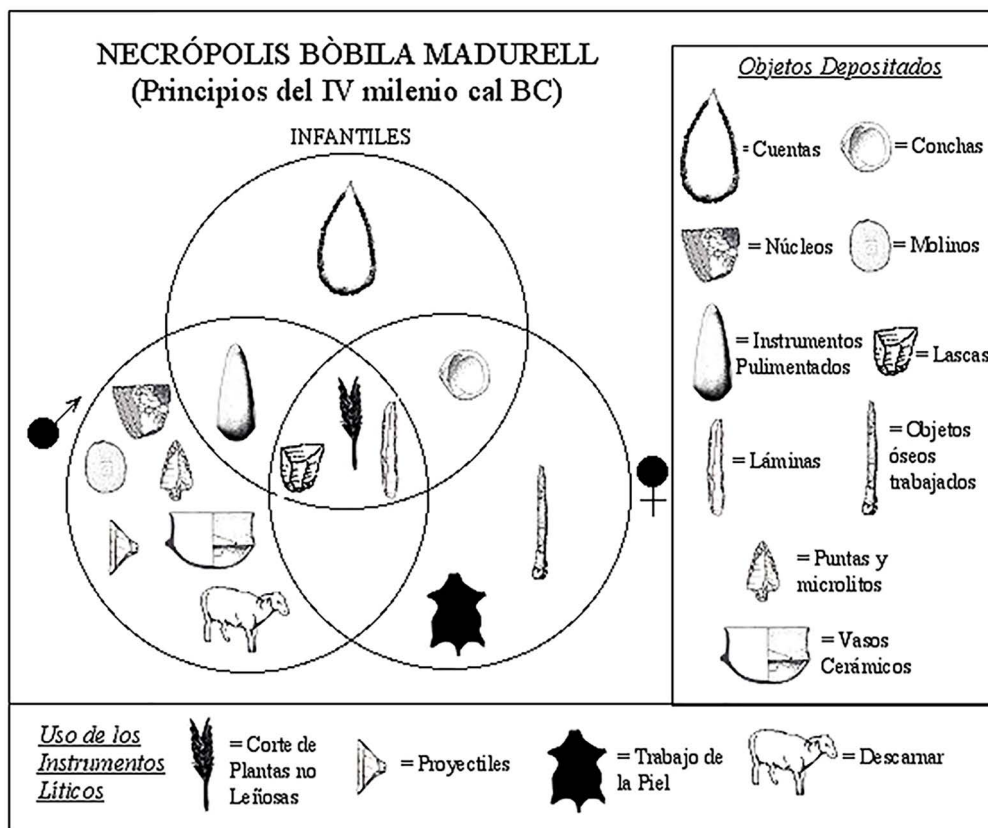 NECRÓPOLIS BÒBILA MADURELL
(Principios del IV milenio cal BC)
INFANTILES
Objetos Depositados
= Cuentas
= Conchas
= Núcleos
= Molinos
= Instrumentos
Pulimentados
= Lascas
= Láminas
= Objetos
óseos
trabajados
= Puntas y
microlitos
= Vasos
Cerámicos
Uso de los
Instrumentos
Líticos
= Corte de
Plantas no
Leñosas
= Proyectiles
= Trabajo de
la Piel
= Descarnar